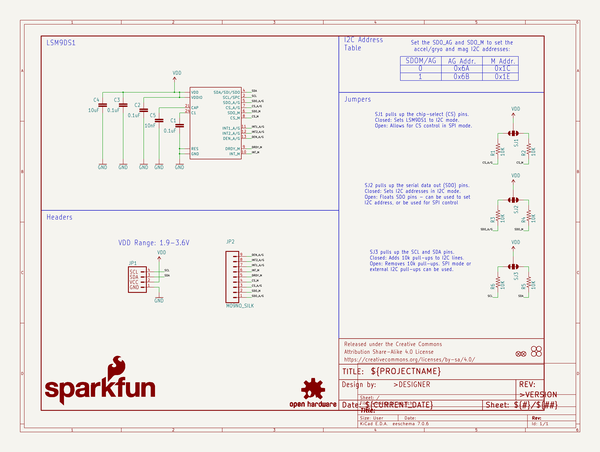 LSM9DS1
VDD
C4
10uF
C3
0.1uF
C2
0.1uF
C5
10nF
C1
0.1uF
VDD
VDDIO
CAP
C1
RES
GND
SDA/SDI/SDO
SCL/SPC
SDO_A/G
SDO_M
CS_A/G
CS_M
INT1_A/G
INT2_A/G
DEN_A/G
DRDY_M
INT_M
GND
GND
GND
GND
GND
I2C Address
Table
Set the SDO_AG and SDO_M to set the
accel/gryo and mag I2C addresses:
SDOM/AG AG Addr. M Addr.
0 0x6A 0x1C
1 0x6B 0x1E
Jumpers
SJ1 pulls up the chip-select (CS) pins.
Closed: Sets LSM9DS1 to I2C mode.
Open: Allows for CS control in SPI mode.
VDD
SJ1
R1
10K
R2
10K
SJ2 pulls up the serial data out (SDO) pins.
Closed: Sets I2C addresses in I2C mode.
Open: Floats SDO pins - can be used to set
I2C address, or be used for SPI control
VDD
SJ2
R3
10K
R4
10K
SJ3 pulls up the SCL and SDA pins.
Closed: Adds 10k pull-ups to I2C lines.
Open: Removes 10k pull-ups. SPI mode or
external I2C pull-ups can be used.
VDD
SJ3
10K
10K
Headers
VDD Range: 1.9-3.6V
JP1
SCL
SDA
VCC
GND
VDD
GND
JP2
M09NO_SILK
sparkfun
open hardware
Released under the Creative Commons
Attribution Share-Alike 4.0 License
https://creativecommons.org/licenses/by-sa/4.0/
TITLE: ${PROJECTNAME}
Design by: >DESIGNER
REV:
>VERSION
Date: ${CURRENT_DATE}
Sheet: ${#}/${##}
Sheet: /
Title:
Size: User
Date:
Rev:
KiCad E.D.A. eeschema 7.0.6
Id: 1/1